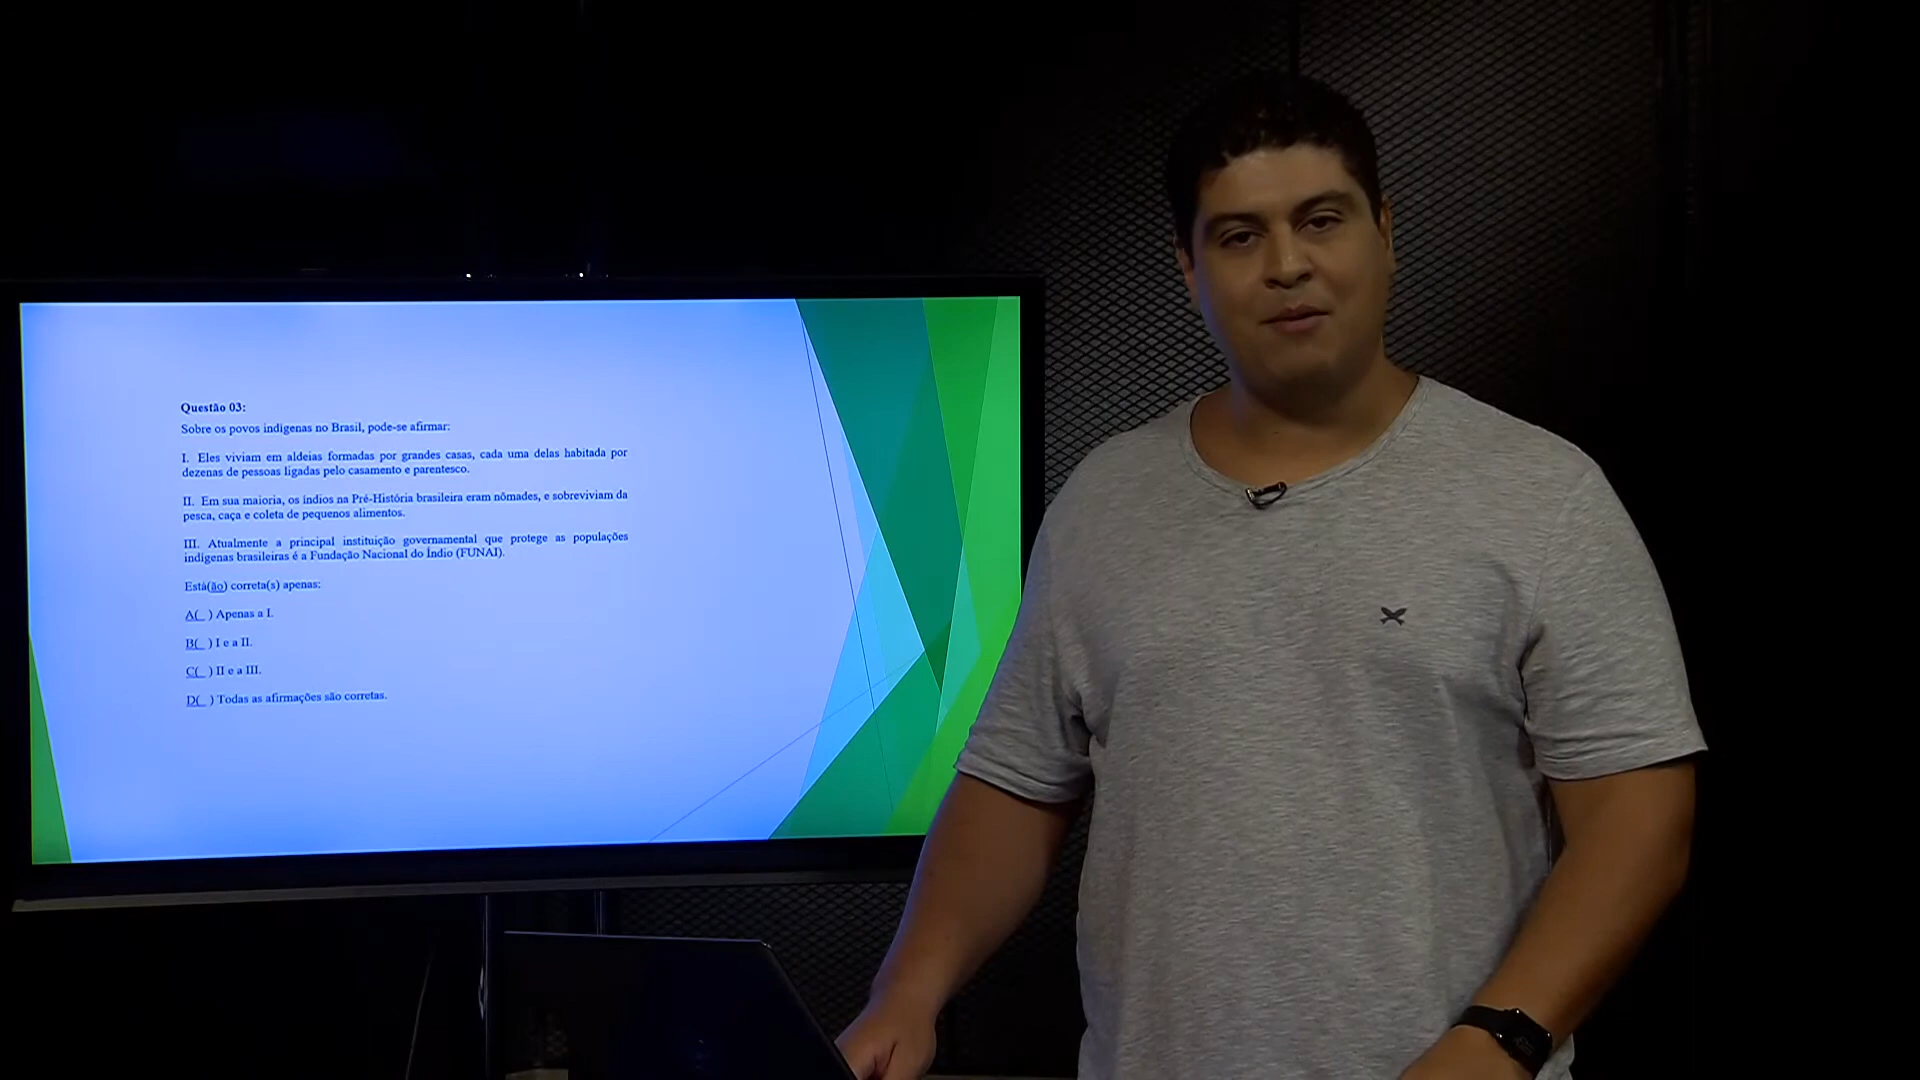 Questão 03:
Sobre os povos indígenas no Brasil, pode-se afirmar:
I. Eles viviam em aldeias formadas por grandes casas, cada uma delas habitada por
dezenas de pessoas ligadas pelo casamento e parentesco.
II. Em sua maioria, os índios na Pré-História brasileira eram nômades, e sobreviviam da
pesca, caça e coleta de pequenos alimentos.
III. Atualmente a principal instituição governamental que protege as populações
indígenas brasileiras é a Fundação Nacional do Índio (FUNAI).
Está(ão) correta(s) apenas:
A(_ ) Apenas a I.
B(_ ) I e a II.
C(_ ) II e a III.
D(_ ) Todas as afirmações são corretas.